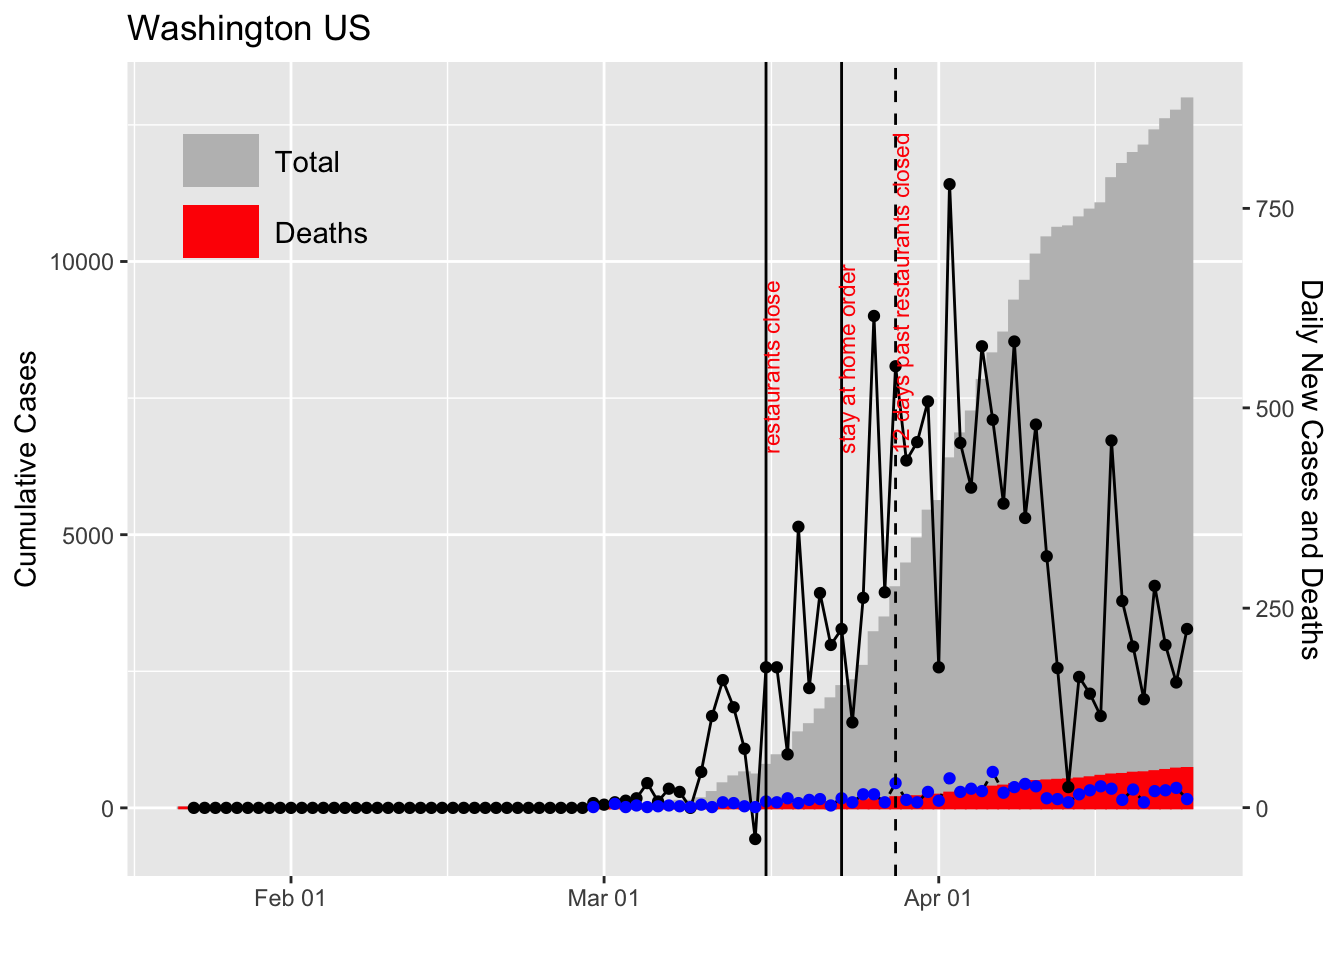 Washington US
Total
Deaths
10000
5000
0
Cumulative Cases
restaurants close
stay at home order
12 days past restaurants closed
750
500
250
0
Daily New Cases and Deaths
Feb 01
Mar 01
Apr 01